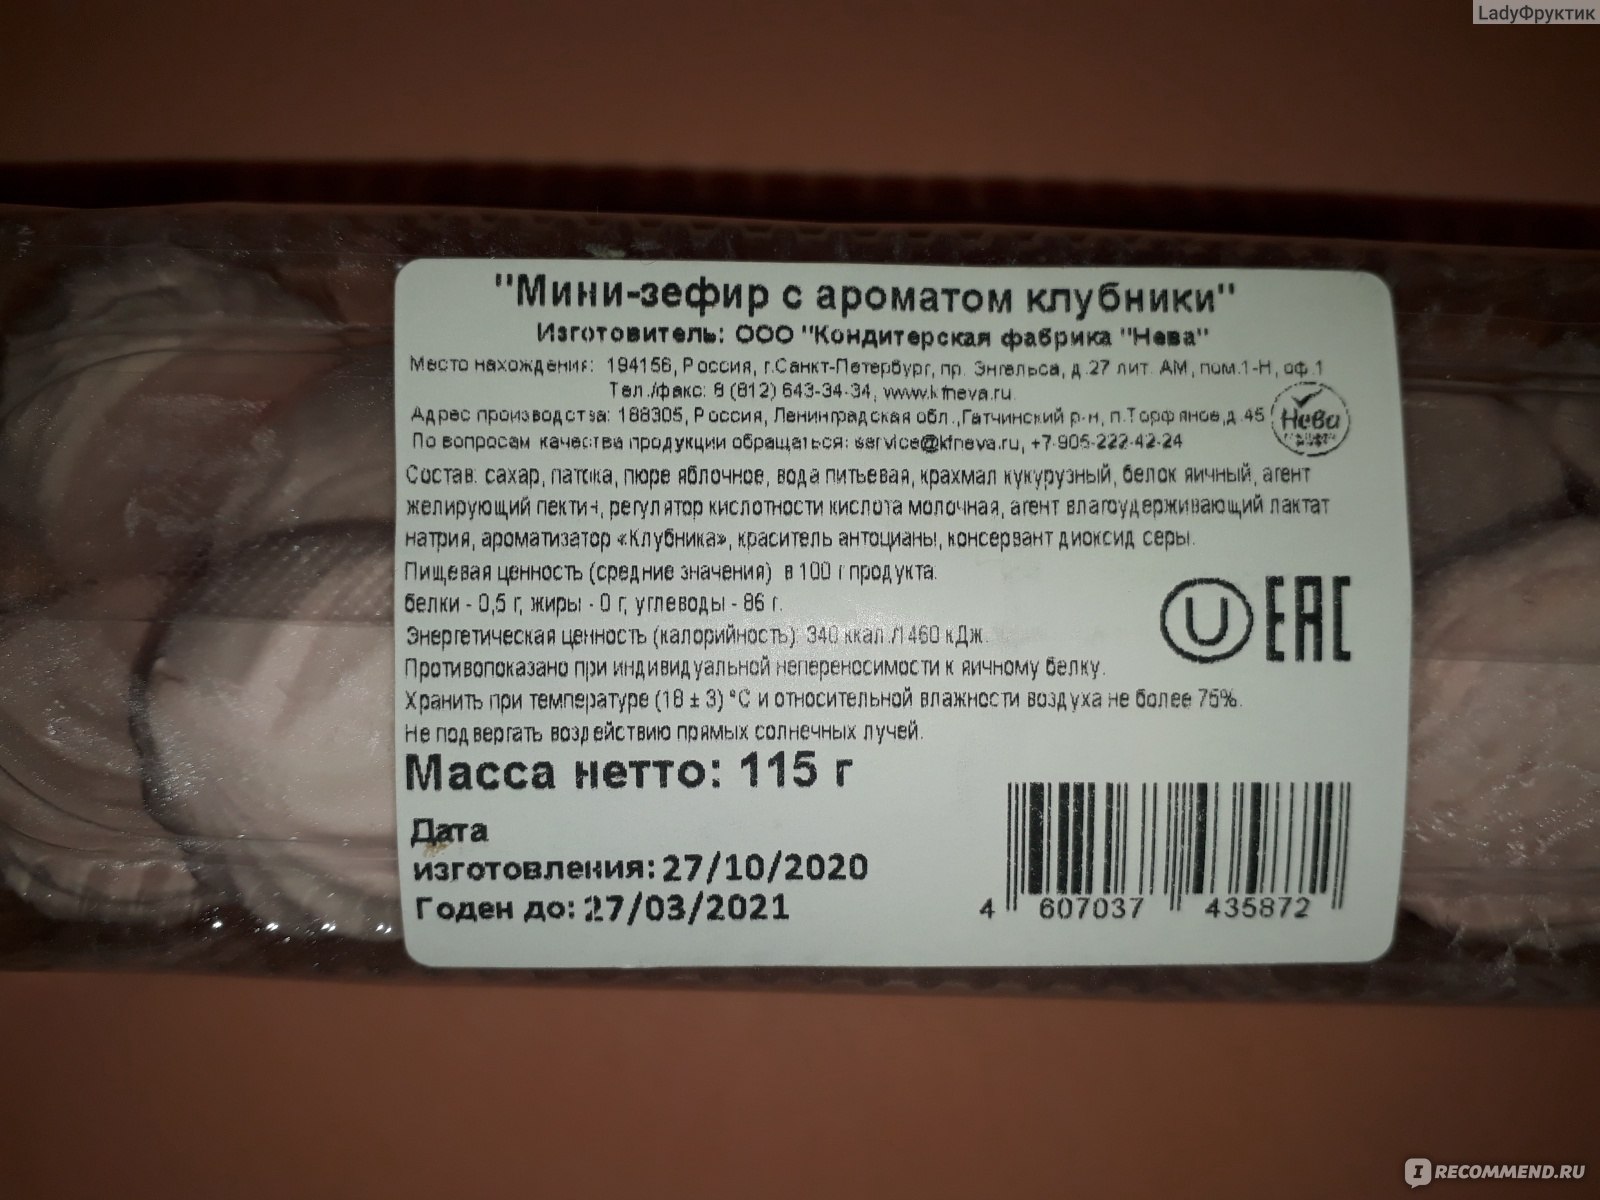 LadyФруктик
"Мини-зефир с ароматом клубники"
Изготовитель: ООО "Кондитерская фабрика "Нева"
Место нахождения: 194156, Россия, г.Санкт-Петербург, пр. Энгельса, д.27 лит. АМ, пом.1-Н, оф.1
Тел./факс: 8 (812) 643-34-34, www.kfneva.ru
Адрес производства: 188305, Россия, Ленинградская обл.,Гатчинский р-н, п.Торфяное,д.45
Нева
По вопросам качества продукции обращаться: service@kfneva.ru, +7-905-222-42-24
Состав: сахар, патока, пюре яблочное, вода питьевая, крахмал кукурузный, белок яичный, агент
желирующий пектин, регулятор кислотности кислота молочная, агент влагоудерживающий лактат
натрия, ароматизатор «Клубника», краситель антоцианы, консервант диоксид серы.
Пищевая ценность (средние значения) в 100 г продукта:
белки - 0,5 г, жиры - 0 г, углеводы - 86 г.
Энергетическая ценность (калорийность): 340 ккал /1460 кДж.
Противопоказано при индивидуальной непереносимости к яичному белку.
Хранить при температуре (18 ± 3) °С и относительной влажности воздуха не более 75%.
Не подвергать воздействию прямых солнечных лучей.
U EAC
Масса нетто: 115 г
Дата
изготовления: 27/10/2020
Годен до: 27/03/2021
4 607037 435872
IRECOMMEND.RU